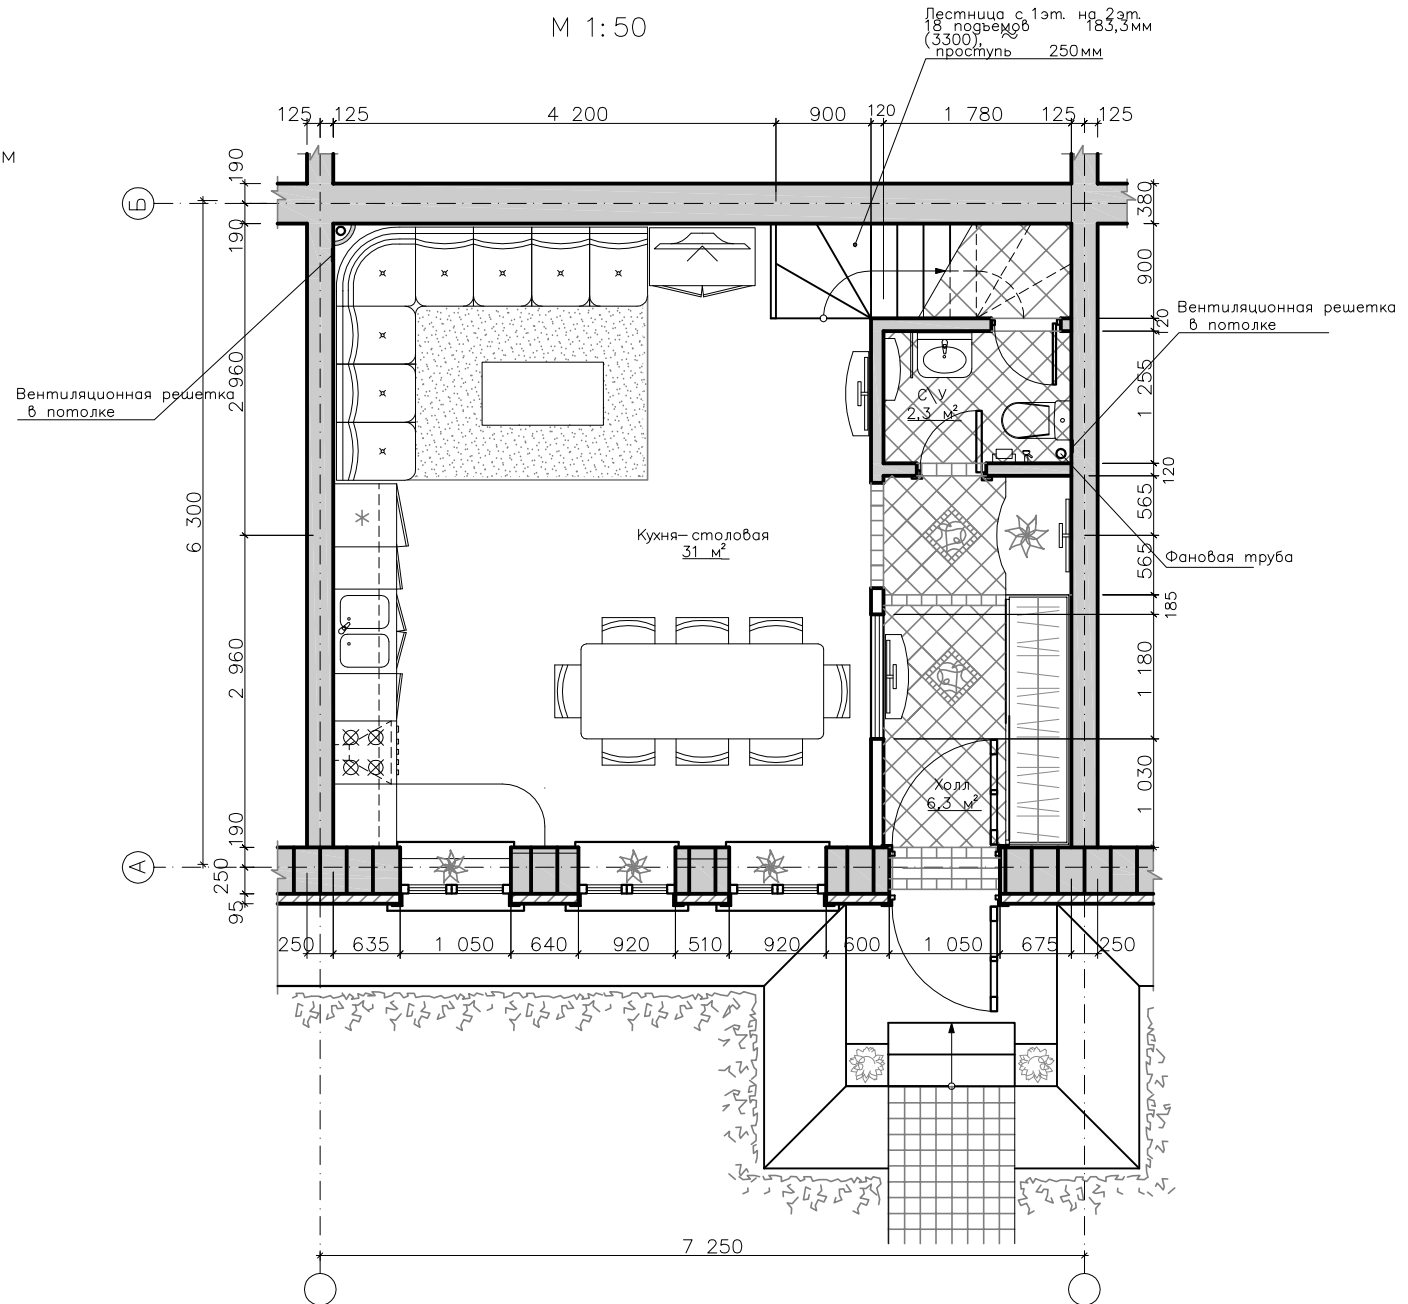 М 1:50
Лестница с 1эт. на 2эт.
18 подъемов ≈ 183,3мм
(3300),
проступь 250мм
125 125 4 200 900 120 1 780 125 125
м
190
Б
190
380
900
Вентиляционная решетка
в потолке
120
2 960
1 255
Вентиляционная решетка
в потолке
С\У
2,3 м²
120
6 300
565
Кухня-столовая
31 м²
565
Фановая труба
185
2 960
1 180
Холл
6,3 м²
1 030
190
А
250
95
250 635 1 050 640 920 510 920 600 1 050 675 250
7 250